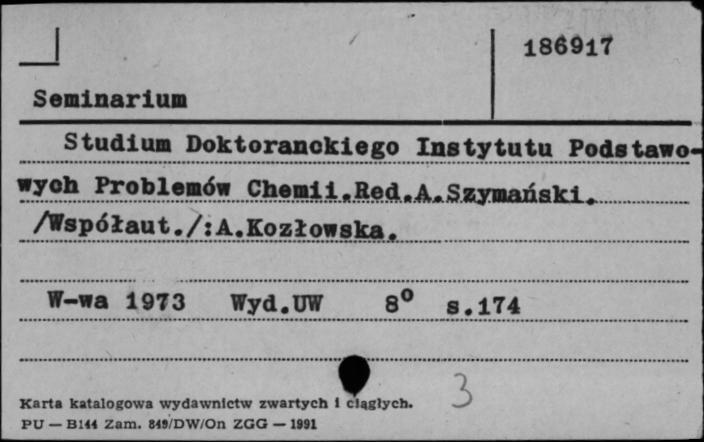 186917
Seminarium
Studium Doktoranckiego Instytutu Podstawo-
wych Problemów Chemii.Red.A.Szymański.
/Współaut./:A.Kozłowska.
W-wa 1973 Wyd.UW 8° s.174
3
Karta katalogowa wydawnictw zwartych i ciągłych.
PU — B144 Zam. 849/DW/On ZGG — 1991